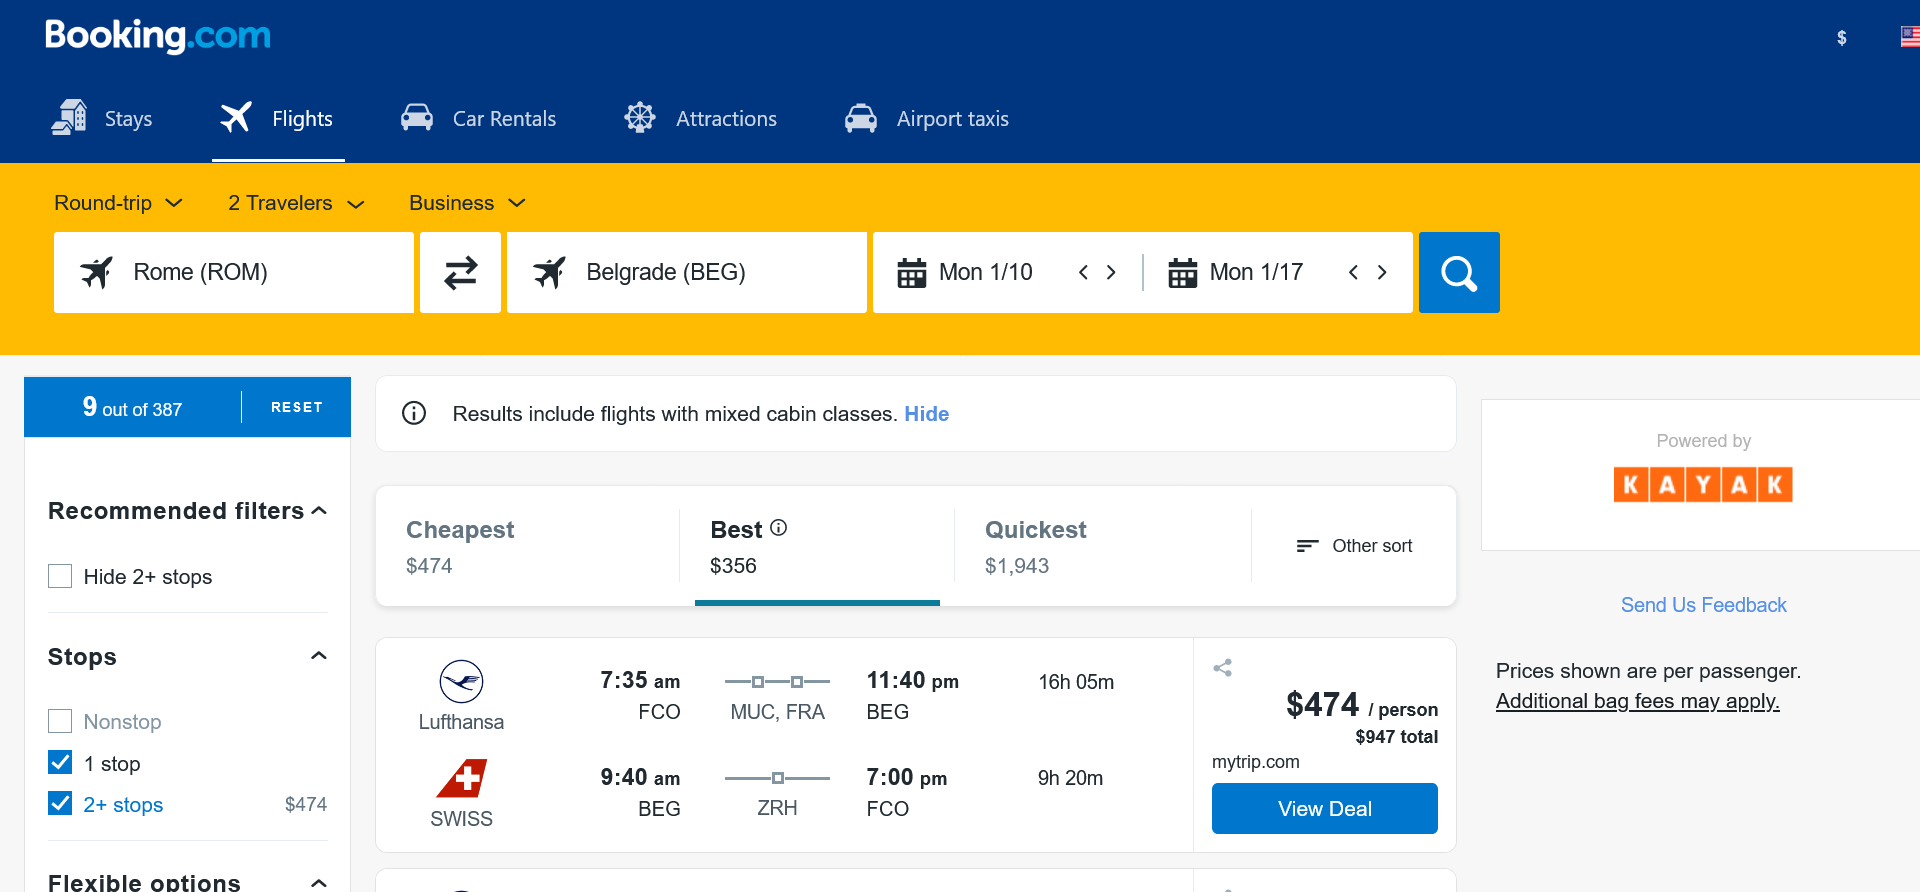 Booking.com
$
Stays
Flights
Car Rentals
Attractions
Airport taxis
Round-trip
2 Travelers
Business
Rome (ROM)
Belgrade (BEG)
Mon 1/10
Mon 1/17
9 out of 387
RESET
Recommended filters
Hide 2+ stops
Stops
Nonstop
1 stop
2+ stops
$474
Flexible options
Results include flights with mixed cabin classes. Hide
Cheapest
$474
Best
$356
Quickest
$1,943
Other sort
Lufthansa
7:35 am
FCO
MUC, FRA
11:40 pm
BEG
16h 05m
SWISS
9:40 am
BEG
ZRH
7:00 pm
FCO
9h 20m
$474 / person
$947 total
mytrip.com
View Deal
Powered by
KAYAK
Send Us Feedback
Prices shown are per passenger.
Additional bag fees may apply.